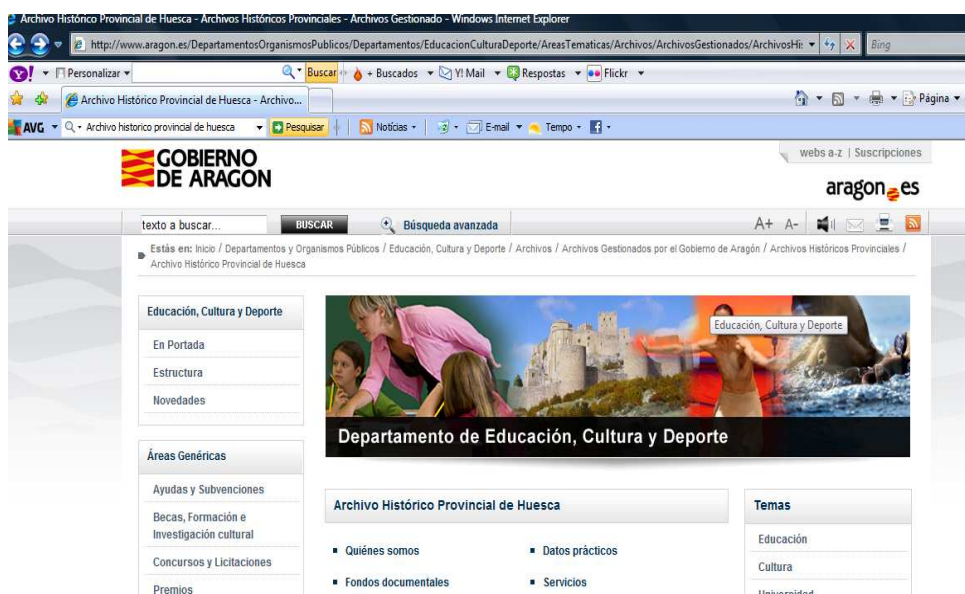 Archivo Histórico Provincial de Huesca - Archivos Históricos Provinciales - Archivos Gestionado - Windows Internet Explorer
http://www.aragon.es/DepartamentosOrganismosPublicos/Departamentos/EducacionCulturaDeporte/AreasTematicas/Archivos/ArchivosGestionados/ArchivosHi: Bing
Y! Personalizar Buscar + Buscados Y! Mail Respostas Flickr
Archivo Histórico Provincial de Huesca - Archivo... Página
AVG Archivo historico provincial de huesca Pesquisar Notícias E-mail Tempo
GOBIERNO
DE ARAGON
webs a-z | Suscripciones
aragon es
texto a buscar... BUSCAR Búsqueda avanzada A+ A-
Estás en: Inicio / Departamentos y Organismos Públicos / Educación, Cultura y Deporte / Archivos / Archivos Gestionados por el Gobierno de Aragón / Archivos Históricos Provinciales /
Archivo Histórico Provincial de Huesca
Educación, Cultura y Deporte
En Portada
Estructura
Novedades
Áreas Genéricas
Ayudas y Subvenciones
Becas, Formación e
Investigación cultural
Concursos y Licitaciones
Premios
Educación, Cultura y Deporte
Departamento de Educación, Cultura y Deporte
Archivo Histórico Provincial de Huesca
Quiénes somos
Datos prácticos
Fondos documentales
Servicios
Temas
Educación
Cultura
Universidad